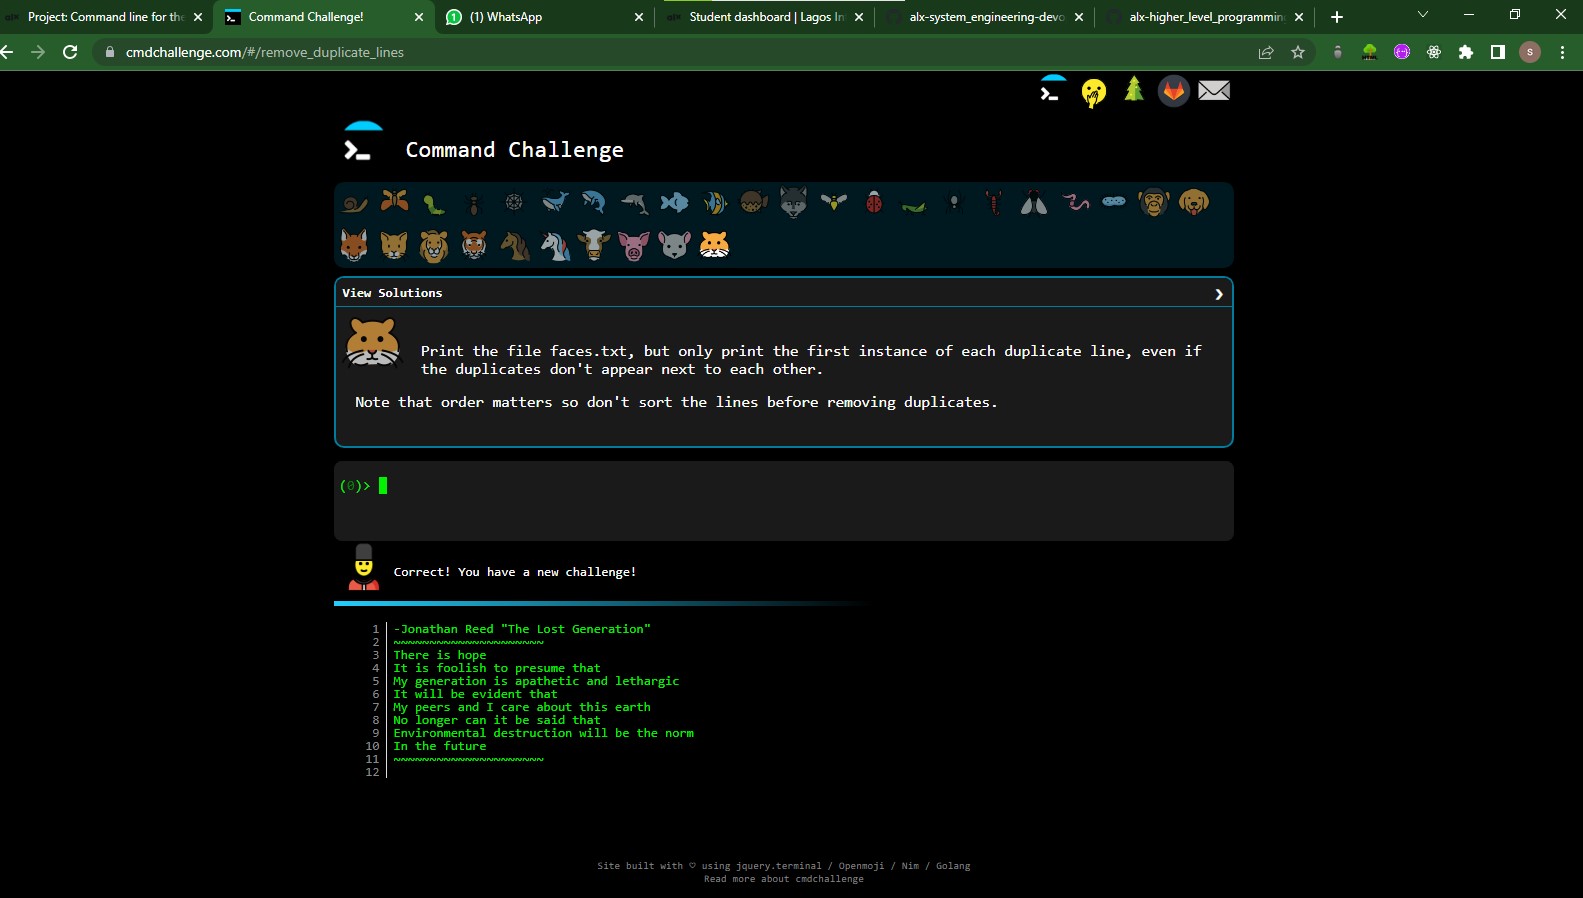 Project: Command line for the
Command Challenge!
(1) WhatsApp
Student dashboard | Lagos In
alx-system_engineering-devo
alx-higher_level_programmin
cmdchallenge.com/#/remove_duplicate_lines
S
Command Challenge
View Solutions
Print the file faces.txt, but only print the first instance of each duplicate line, even if
the duplicates don't appear next to each other.
Note that order matters so don't sort the lines before removing duplicates.
(0)>
Correct! You have a new challenge!
1 -Jonathan Reed "The Lost Generation"
2 ~~~~~~~~~~~~~~~~~~~~~
3 There is hope
4 It is foolish to presume that
5 My generation is apathetic and lethargic
6 It will be evident that
7 My peers and I care about this earth
8 No longer can it be said that
9 Environmental destruction will be the norm
10 In the future
11 ~~~~~~~~~~~~~~~~~~~~~
12
Site built with ♡ using jquery.terminal / Openmoji / Nim / Golang
Read more about cmdchallenge